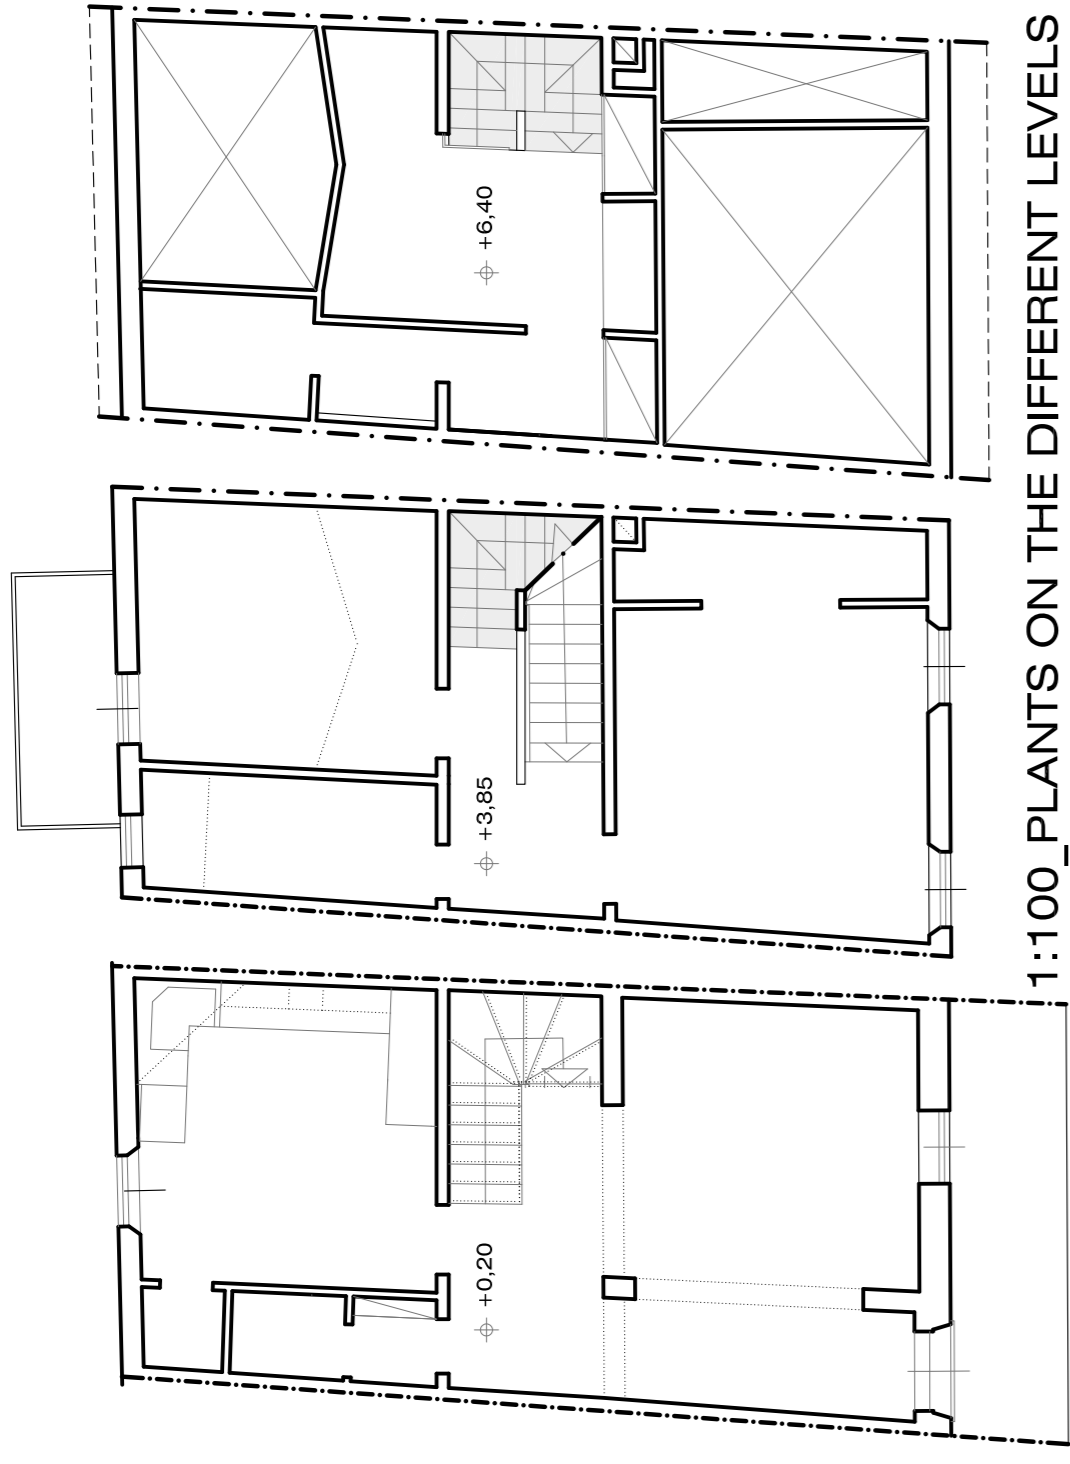 +0,20
+3,85
+6,40
1:100_PLANTS ON THE DIFFERENT LEVELS